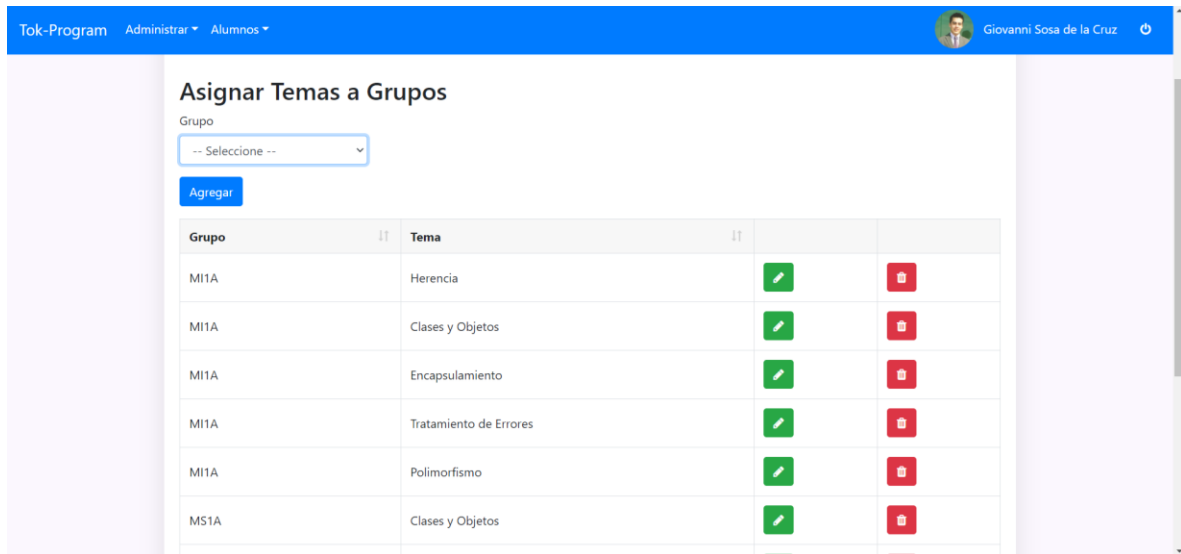 Tok-Program Administrar Alumnos Giovanni Sosa de la Cruz
Asignar Temas a Grupos
Grupo
-- Seleccione --
Agregar
Grupo Tema
MI1A Herencia
MI1A Clases y Objetos
MI1A Encapsulamiento
MI1A Tratamiento de Errores
MI1A Polimorfismo
MS1A Clases y Objetos